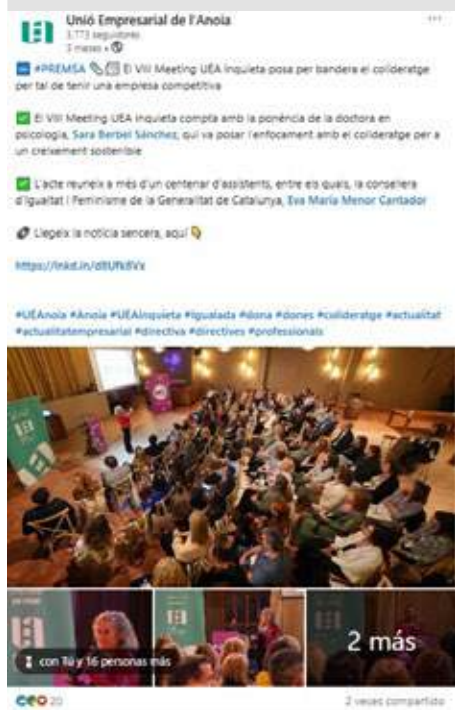 Unió Empresarial de l'Anoia
3.773 seguidores
3 meses •
#PREMSA El VIII Meeting UEA Inquieta posa per bandera el colideratge
per tal de tenir una empresa competitiva
El VIII Meeting UEA Inquieta compta amb la ponència de la doctora en
psicologia, Sara Berbel Sánchez, qui va posar l'enfocament amb el colideratge per a
un creixement sostenible
L'acte reuneix a més d'un centenar d'assistents, entre els quals, la consellera
d'Igualtat i Feminisme de la Generalitat de Catalunya, Eva María Menor Cantador
Llegeix la notícia sencera, aquí
#UEAnoia #Anoia #UEAInquieta #Igualada #dona #dones #colideratge #actualitat
#actualitatempresarial #directiva #directives #professionals
con Tú y 16 personas más
2 más
20
2 veces compartido